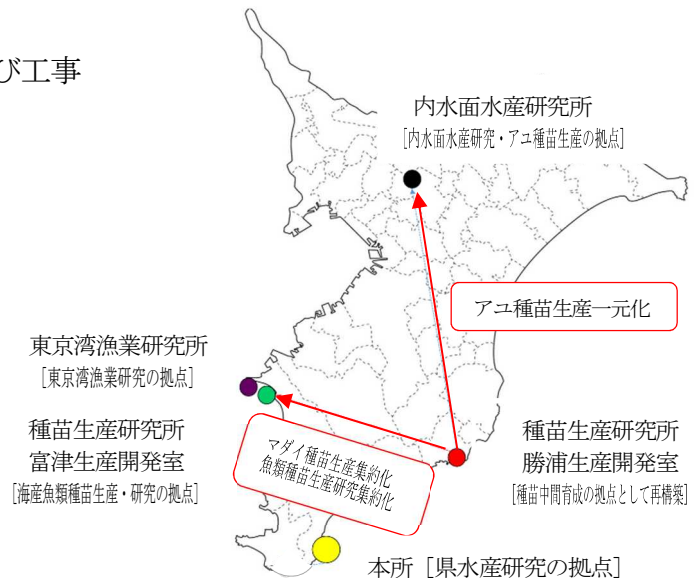 び工事
内水面水産研究所
[内水面水産研究・アユ種苗生産の拠点]
アユ種苗生産一元化
東京湾漁業研究所
[東京湾漁業研究の拠点]
種苗生産研究所
富津生産開発室
[海産魚類種苗生産・研究の拠点]
マダイ種苗生産集約化
魚類種苗生産研究集約化
種苗生産研究所
勝浦生産開発室
[種苗中間育成の拠点として再構築]
本所［県水産研究の拠点］